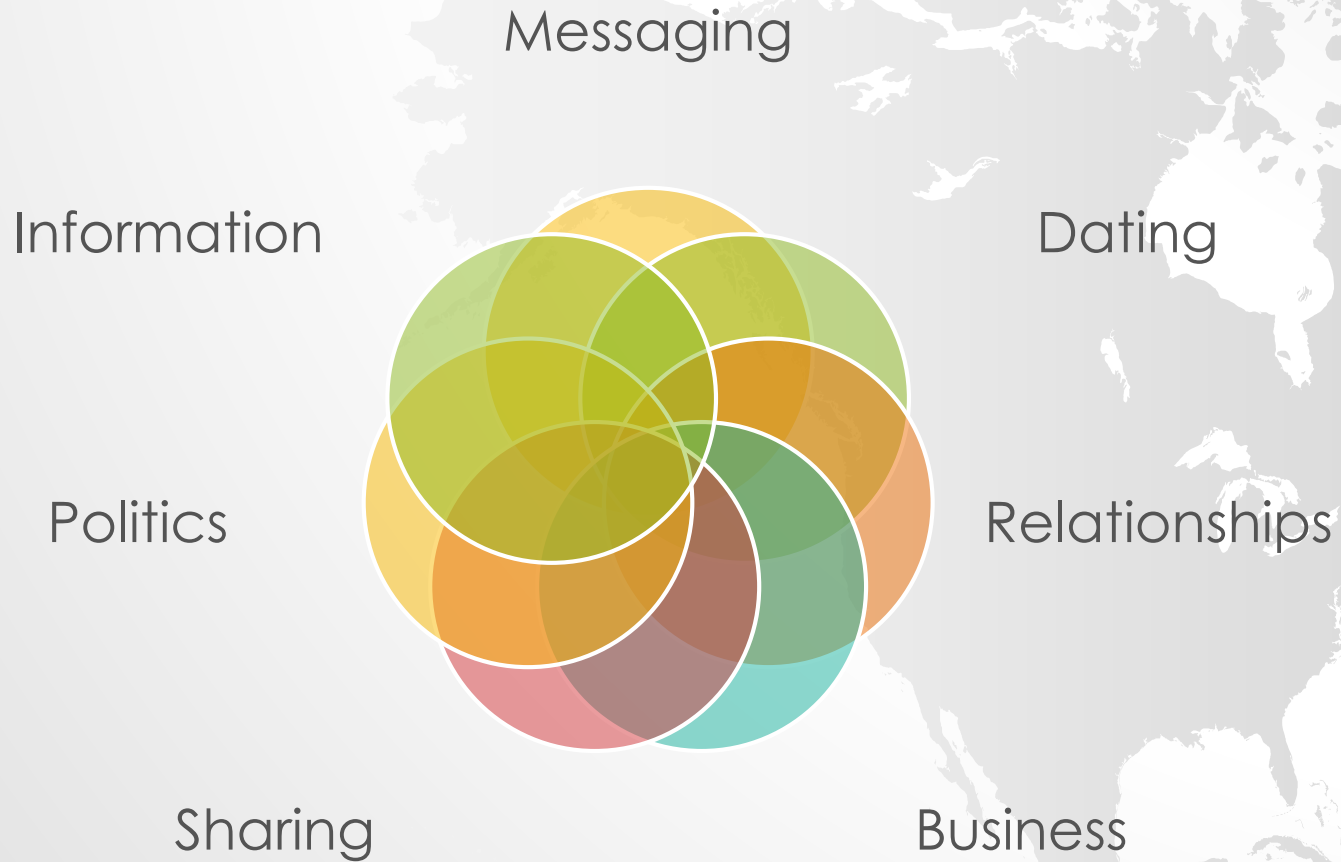 Messaging
Information
Dating
Politics
Relationships
Sharing
Business